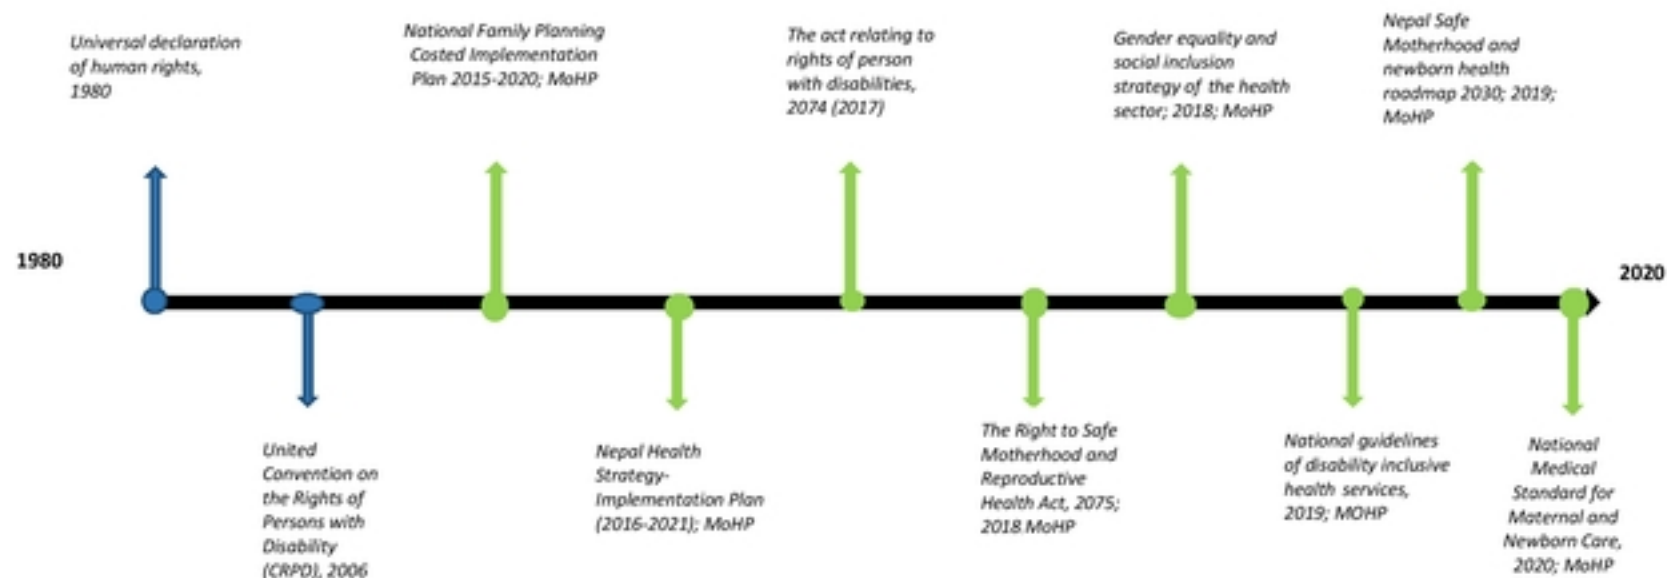 Universal declaration
of human rights,
1980
National Family Planning
Costed Implementation
Plan 2015-2020; MoHP
The act relating to
rights of person
with disabilities,
2074 (2017)
Gender equality and
social inclusion
strategy of the health
sector; 2018; MoHP
Nepal Safe
Motherhood and
newborn health
roadmap 2030; 2019;
MoHP
1980
2020
United
Convention on
the Rights of
Persons with
Disability
(CRPD), 2006
Nepal Health
Strategy-
Implementation Plan
(2016-2021); MoHP
The Right to Safe
Motherhood and
Reproductive
Health Act, 2075;
2018.MoHP
National guidelines
of disability inclusive
health services,
2019; MOHP
National
Medical
Standard for
Maternal and
Newborn Care,
2020; MoHP